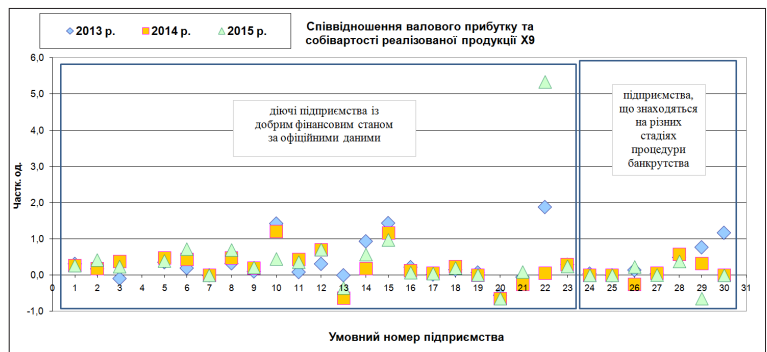 2013 р.
2014 р.
2015 р.
Співвідношення валового прибутку та
собівартості реалізованої продукції X9
6,0
5,0
4,0
3,0
2,0
1,0
0,0
-1,0
Частк. од.
діючі підприємства із
добрим фінансовим станом
за офіційними даними
підприємства,
що знаходяться
на різних
стадіях
процедури
банкрутства
0 1 2 3 4 5 6 7 8 9 10 11 12 13 14 15 16 17 18 19 20 21 22 23 24 25 26 27 28 29 30 31
Умовний номер підприємства